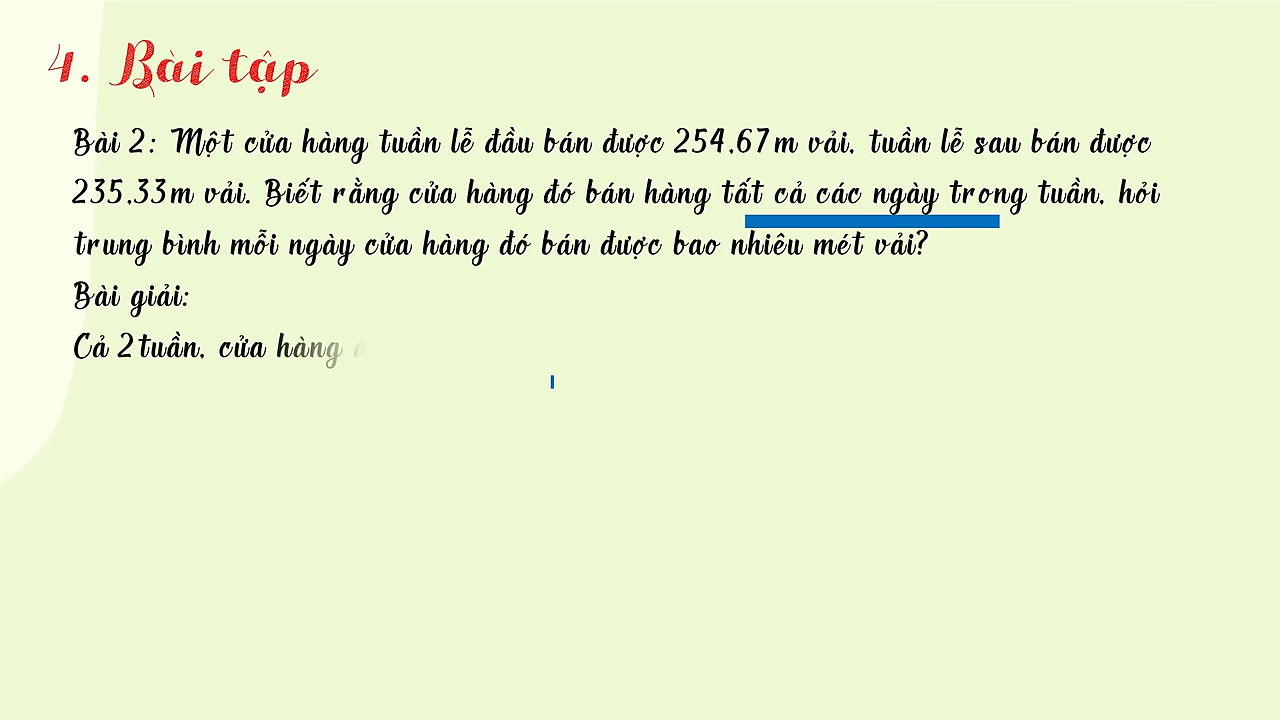 4. Bài tập
Bài 2: Một cửa hàng tuần lễ đầu bán được 254,67m vải, tuần lễ sau bán được
235,33m vải. Biết rằng cửa hàng đó bán hàng tất cả các ngày trong tuần, hỏi
trung bình mỗi ngày cửa hàng đó bán được bao nhiêu mét vải?
Bài giải:
Cả 2 tuần, cửa hàng